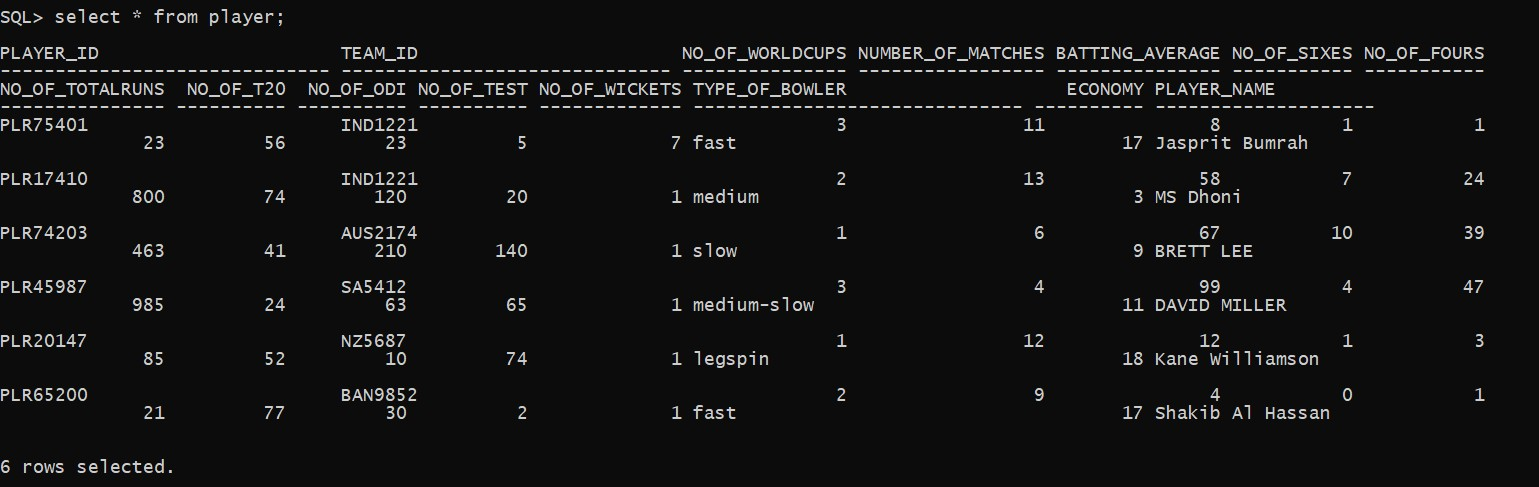 SQL> select * from player;
PLAYER_ID                      TEAM_ID                        NO_OF_WORLDCUPS NUMBER_OF_MATCHES BATTING_AVERAGE NO_OF_SIXES NO_OF_FOURS
------------------------------ ------------------------------ --------------- ----------------- --------------- ----------- -----------
NO_OF_TOTALRUNS  NO_OF_T20  NO_OF_ODI NO_OF_TEST NO_OF_WICKETS TYPE_OF_BOWLER                    ECONOMY PLAYER_NAME
--------------- ---------- ---------- ---------- ------------- ------------------------------ ---------- --------------------
PLR75401                       IND1221                                      3                11               8           1           1
             23         56         23          5             7 fast                                   17 Jasprit Bumrah
PLR17410                       IND1221                                      2                13              58           7          24
            800         74        120         20             1 medium                                  3 MS Dhoni
PLR74203                       AUS2174                                      1                 6              67          10          39
            463         41        210        140             1 slow                                    9 BRETT LEE
PLR45987                       SA5412                                       3                 4              99           4          47
            985         24         63         65             1 medium-slow                            11 DAVID MILLER
PLR20147                       NZ5687                                       1                12              12           1           3
             85         52         10         74             1 legspin                                18 Kane Williamson
PLR65200                       BAN9852                                      2                 9               4           0           1
             21         77         30          2             1 fast                                   17 Shakib Al Hassan
6 rows selected.